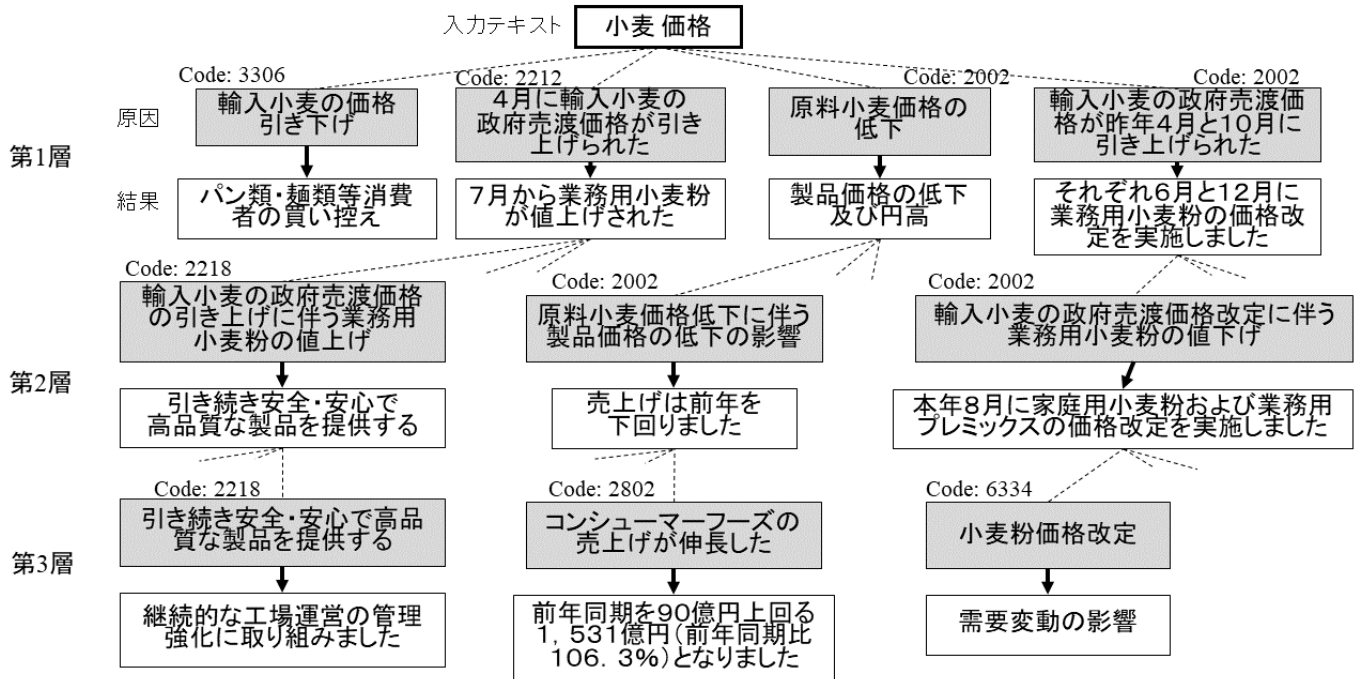 入力テキスト
小麦 価格
第1層
原因
結果
Code: 3306
輸入小麦の価格
引き下げ
パン類・麺類等消費
者の買い控え
Code: 2212
4月に輸入小麦の
政府売渡価格が引き
上げられた
7月から業務用小麦粉
が値上げされた
Code: 2002
原料小麦価格の
低下
製品価格の低下
及び円高
Code: 2002
輸入小麦の政府売渡価
格が昨年4月と10月に
引き上げられた
それぞれ6月と12月に
業務用小麦粉の価格改
定を実施しました
第2層
Code: 2218
輸入小麦の政府売渡価格
の引き上げに伴う業務用
小麦粉の値上げ
引き続き安全・安心で
高品質な製品を提供する
Code: 2002
原料小麦価格低下に伴う
製品価格の低下の影響
売上げは前年を
下回りました
Code: 2002
輸入小麦の政府売渡価格改定に伴う
業務用小麦粉の値下げ
本年8月に家庭用小麦粉および業務用
プレミックスの価格改定を実施しました
第3層
Code: 2218
引き続き安全・安心で高品
質な製品を提供する
継続的な工場運営の管理
強化に取り組みました
Code: 2802
コンシューマーフーズの
売上げが伸長した
前年同期を90億円上回る
1,531億円(前年同期比
106.3%)となりました
Code: 6334
小麦粉価格改定
需要変動の影響